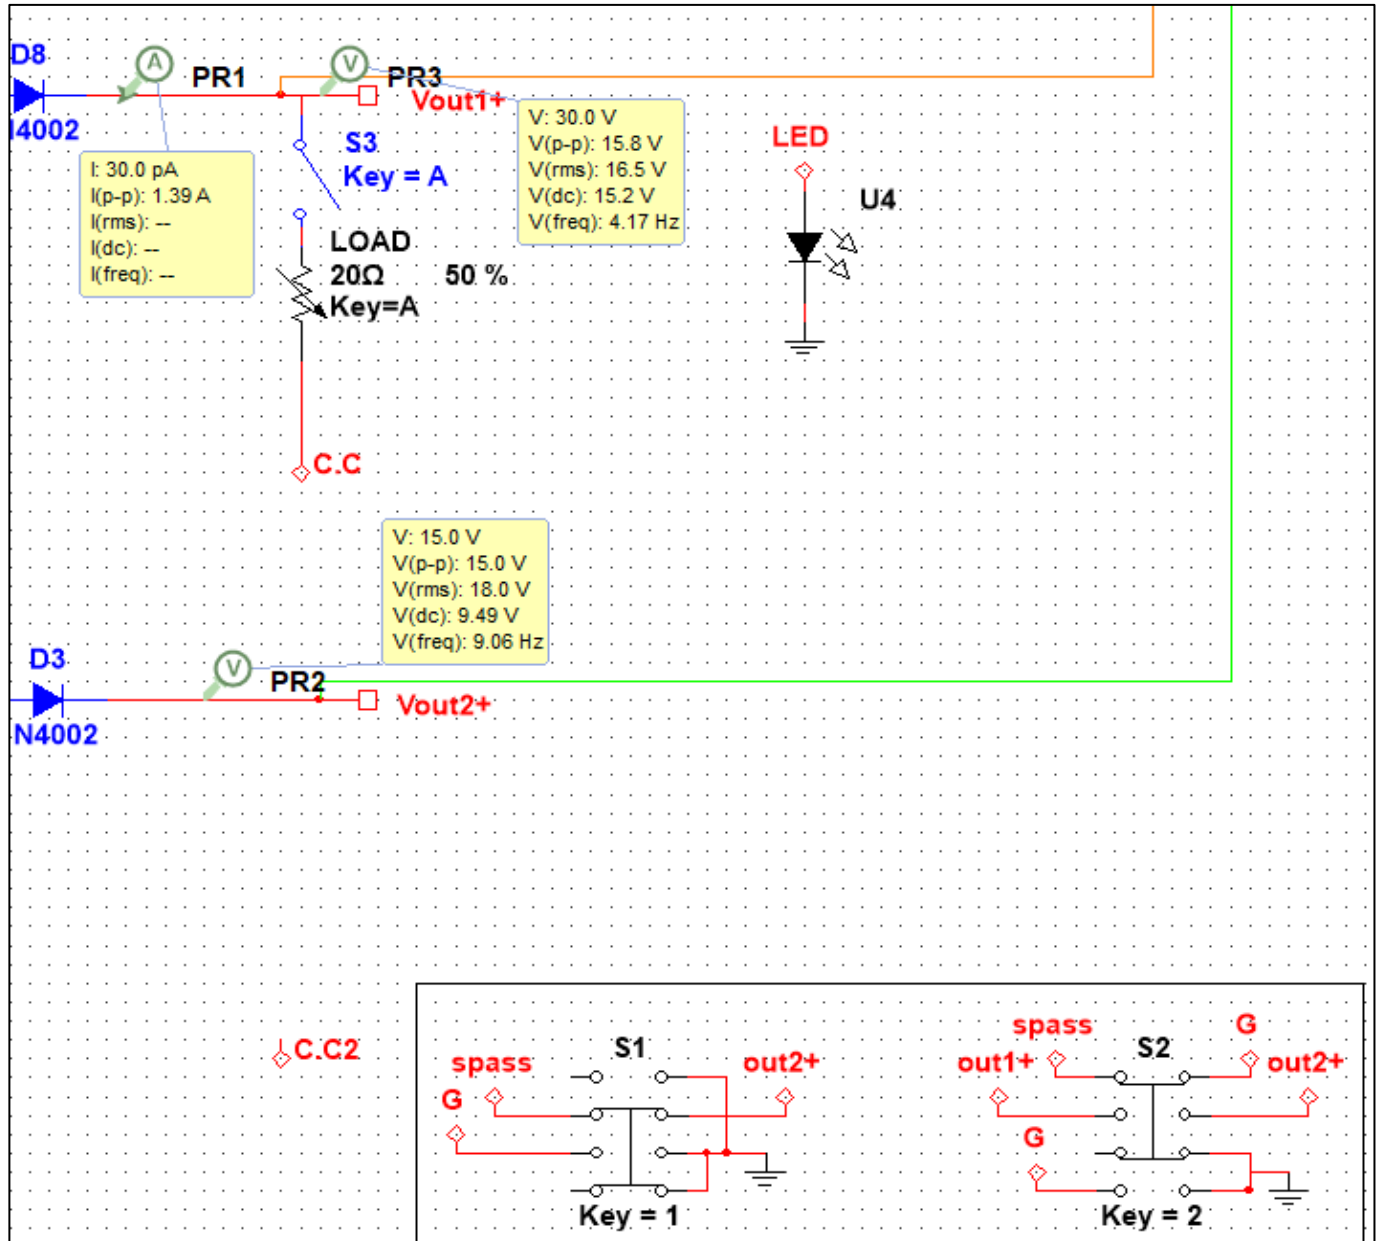 D8
A
PR1
V
PR3
Vout1+
I4002
I: 30.0 pA
I(p-p): 1.39 A
I(rms): --
I(dc): --
I(freq): --
S3
Key = A
V: 30.0 V
V(p-p): 15.8 V
V(rms): 16.5 V
V(dc): 15.2 V
V(freq): 4.17 Hz
LED
U4
LOAD
20Ω 50 %
Key=A
C.C
V: 15.0 V
V(p-p): 15.0 V
V(rms): 18.0 V
V(dc): 9.49 V
V(freq): 9.06 Hz
D3
V
PR2
Vout2+
N4002
C.C2
spass
S1
out2+
G
Key = 1
spass
G
out1+
S2
out2+
G
Key = 2